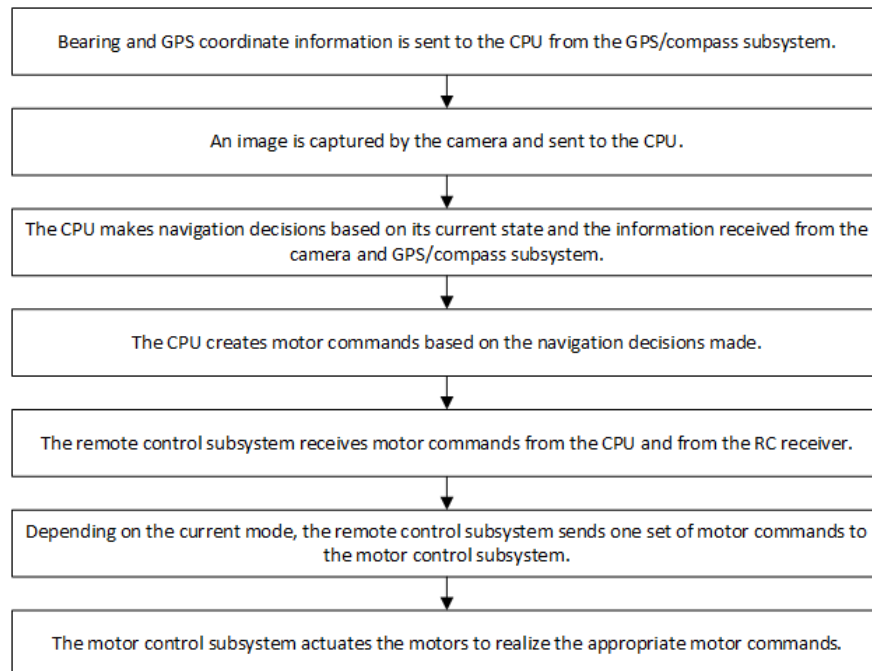 Bearing and GPS coordinate information is sent to the CPU from the GPS/compass subsystem.
An image is captured by the camera and sent to the CPU.
The CPU makes navigation decisions based on its current state and the information received from the
camera and GPS/compass subsystem.
The CPU creates motor commands based on the navigation decisions made.
The remote control subsystem receives motor commands from the CPU and from the RC receiver.
Depending on the current mode, the remote control subsystem sends one set of motor commands to
the motor control subsystem.
The motor control subsystem actuates the motors to realize the appropriate motor commands.